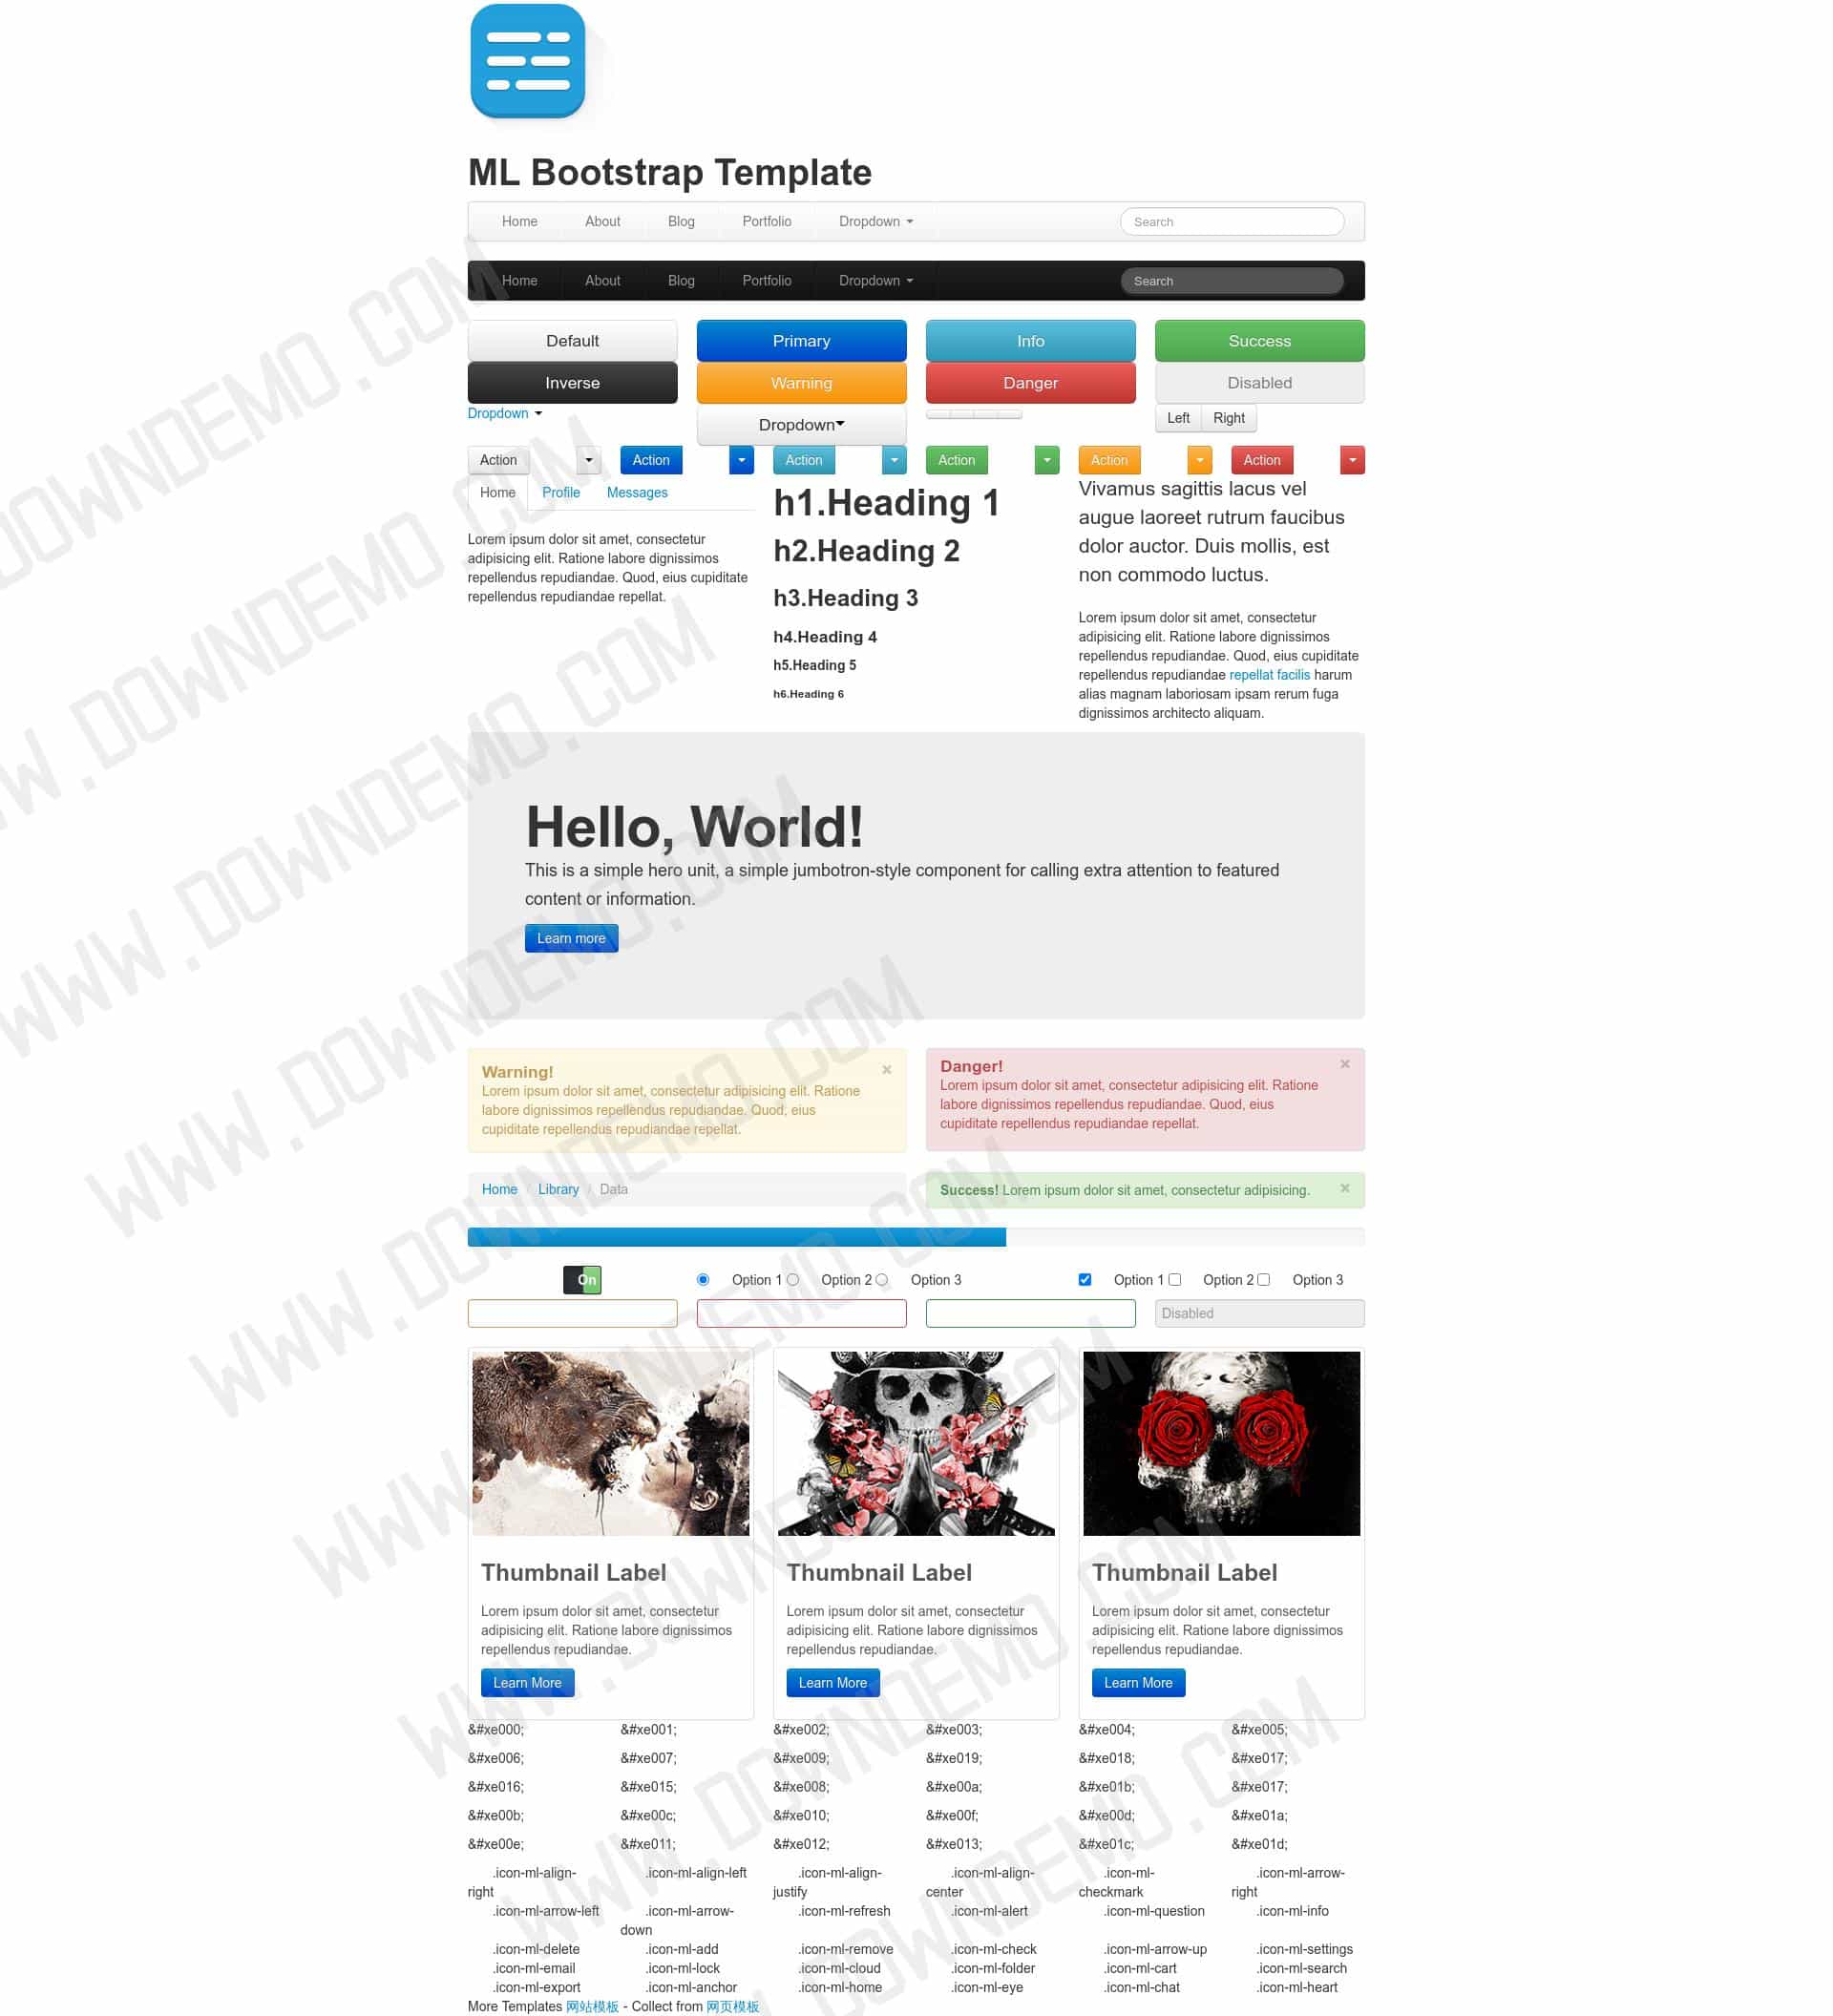 ML Bootstrap Template
Home About Blog Portfolio Dropdown Search
Home About Blog Portfolio Dropdown Search
Default Primary Info Success
Inverse Warning Danger Disabled
Dropdown Dropdown Left Right
Action Action Action Action Action Action
Home Profile Messages
Lorem ipsum dolor sit amet, consectetur
adipisicing elit. Ratione labore dignissimos
repellendus repudiandae. Quod, eius cupiditate
repellendus repudiandae repellat.
h1.Heading 1
h2.Heading 2
h3.Heading 3
h4.Heading 4
h5.Heading 5
h6.Heading 6
Vivamus sagittis lacus vel
augue laoreet rutrum faucibus
dolor auctor. Duis mollis, est
non commodo luctus.
Lorem ipsum dolor sit amet, consectetur
adipisicing elit. Ratione labore dignissimos
repellendus repudiandae. Quod, eius cupiditate
repellendus repudiandae repellat facilis harum
alias magnam laboriosam ipsam rerum fuga
dignissimos architecto aliquam.
Hello, World!
This is a simple hero unit, a simple jumbotron-style component for calling extra attention to featured
content or information.
Learn more
Warning! ×
Lorem ipsum dolor sit amet, consectetur adipisicing elit. Ratione
labore dignissimos repellendus repudiandae. Quod, eius
cupiditate repellendus repudiandae repellat.
Danger! ×
Lorem ipsum dolor sit amet, consectetur adipisicing elit. Ratione
labore dignissimos repellendus repudiandae. Quod, eius
cupiditate repellendus repudiandae repellat.
Home / Library / Data
Success! Lorem ipsum dolor sit amet, consectetur adipisicing. ×
On Option 1 Option 2 Option 3 Option 1 Option 2 Option 3
Disabled
Thumbnail Label
Lorem ipsum dolor sit amet, consectetur
adipisicing elit. Ratione labore dignissimos
repellendus repudiandae.
Learn More
Thumbnail Label
Lorem ipsum dolor sit amet, consectetur
adipisicing elit. Ratione labore dignissimos
repellendus repudiandae.
Learn More
Thumbnail Label
Lorem ipsum dolor sit amet, consectetur
adipisicing elit. Ratione labore dignissimos
repellendus repudiandae.
Learn More
&#xe000; &#xe001; &#xe002; &#xe003; &#xe004; &#xe005;
&#xe006; &#xe007; &#xe009; &#xe019; &#xe018; &#xe017;
&#xe016; &#xe015; &#xe008; &#xe00a; &#xe01b; &#xe017;
&#xe00b; &#xe00c; &#xe010; &#xe00f; &#xe00d; &#xe01a;
&#xe00e; &#xe011; &#xe012; &#xe013; &#xe01c; &#xe01d;
.icon-ml-align- .icon-ml-align-left .icon-ml-align- .icon-ml-align- .icon-ml- .icon-ml-arrow-
right justify center checkmark right
.icon-ml-arrow-left .icon-ml-arrow- .icon-ml-refresh .icon-ml-alert .icon-ml-question .icon-ml-info
down
.icon-ml-delete .icon-ml-add .icon-ml-remove .icon-ml-check .icon-ml-arrow-up .icon-ml-settings
.icon-ml-email .icon-ml-lock .icon-ml-cloud .icon-ml-folder .icon-ml-cart .icon-ml-search
.icon-ml-export .icon-ml-anchor .icon-ml-home .icon-ml-eye .icon-ml-chat .icon-ml-heart
More Templates 网站模板 - Collect from 网页模板
WWW.DOWNDEMO.COM